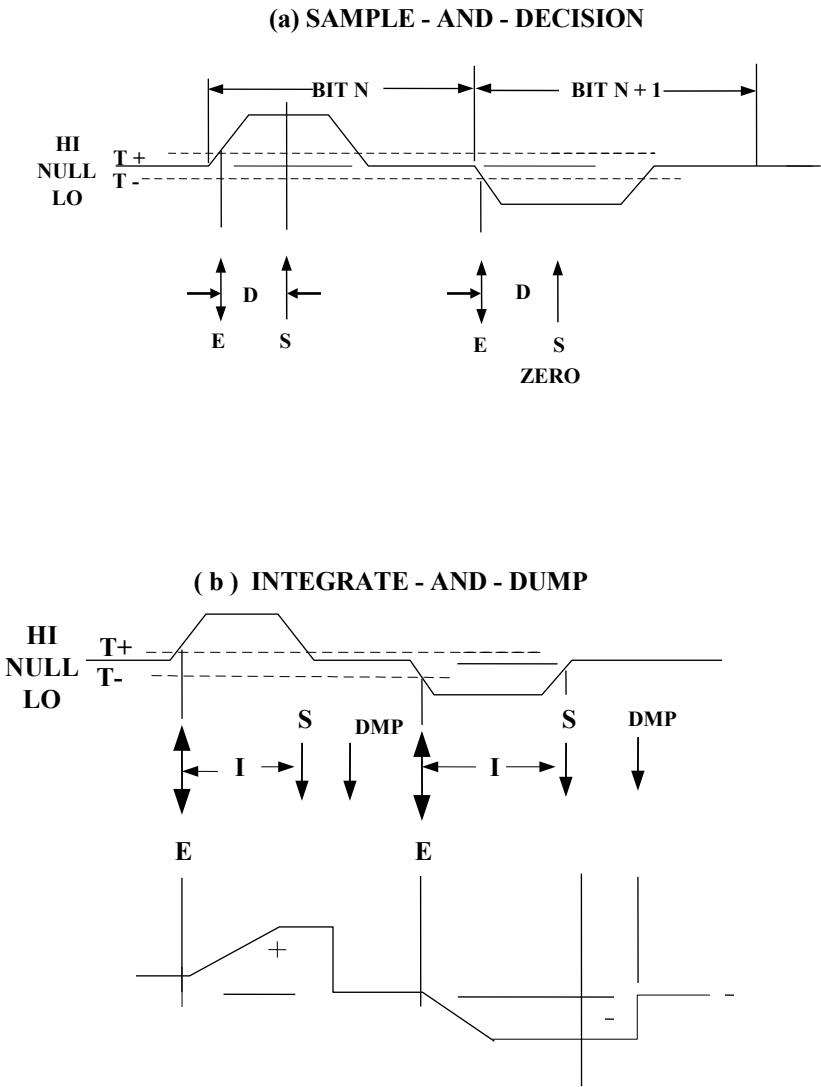 (a) SAMPLE - AND - DECISION
BIT N
BIT N + 1
HI
NULL
LO
T +
T -
D
D
E
S
E
S
ZERO
( b ) INTEGRATE - AND - DUMP
HI
NULL
LO
T+
T-
S
DMP
S
DMP
I
I
E
E
+
–
–